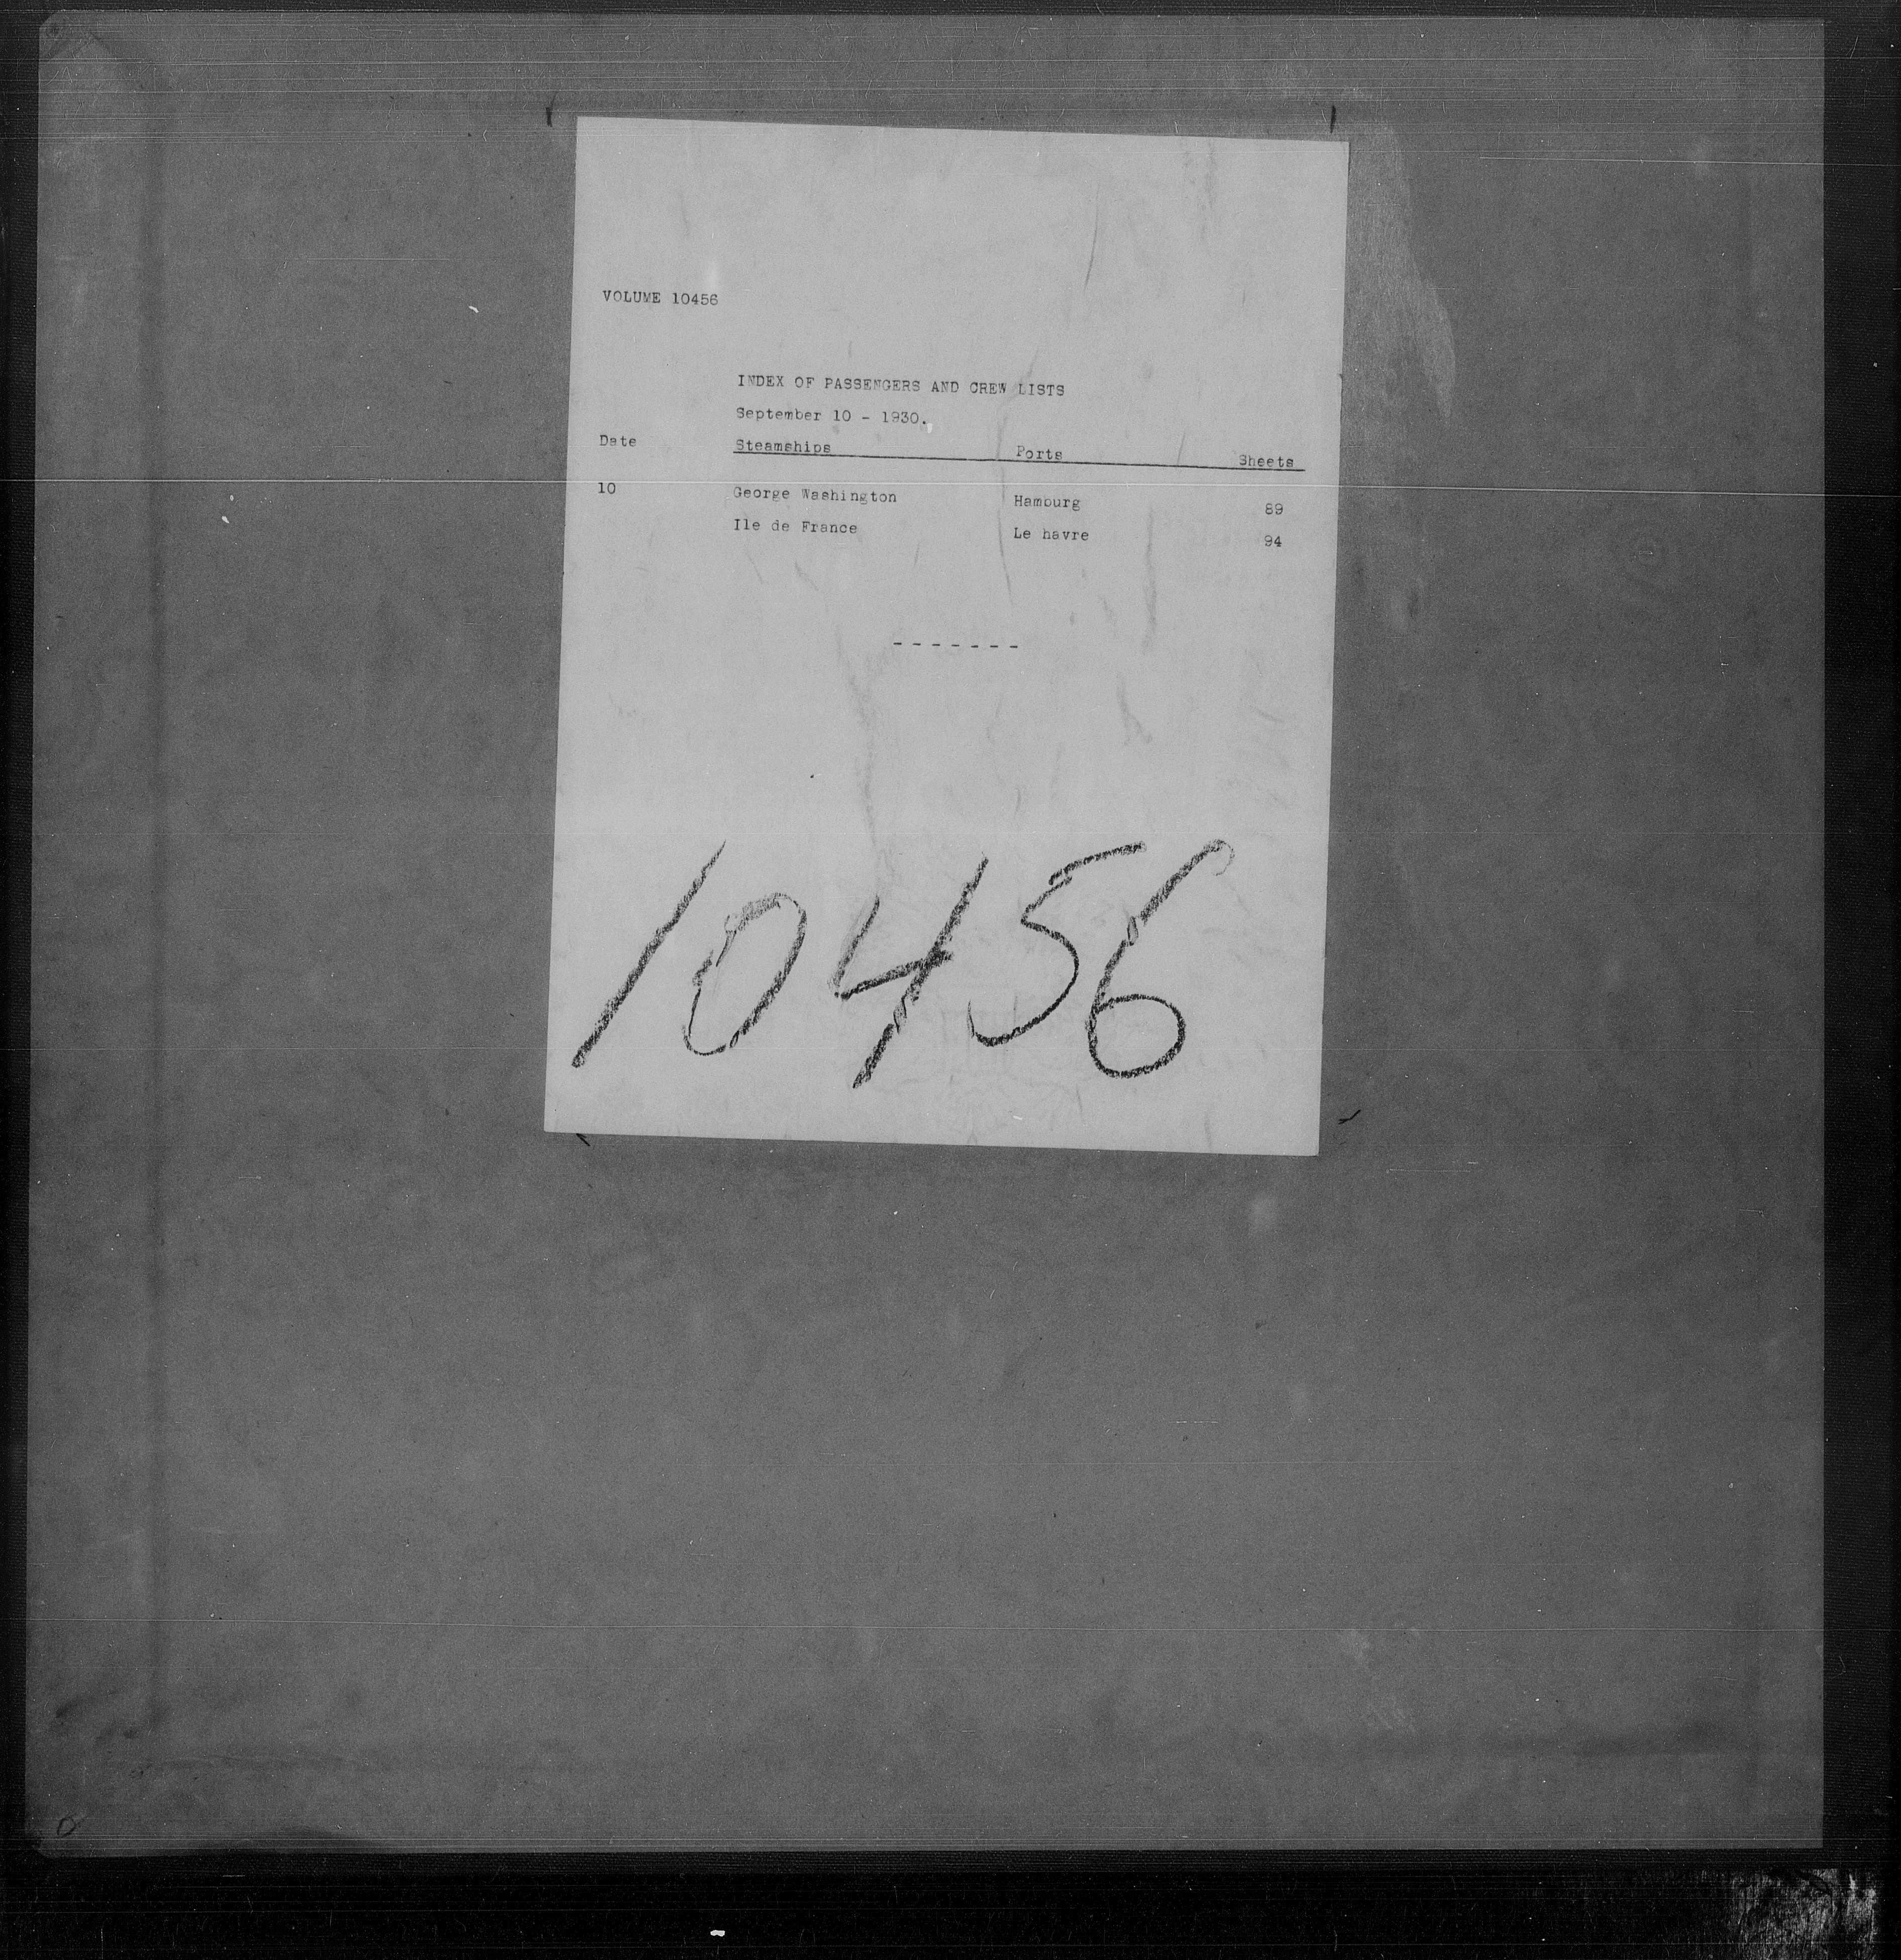 VOLUME 10456
INDEX OF PASSENGERS AND CREW LISTS
September 10 - 1930.
Date Steamships Ports Sheets
10 George Washington Hamburg 89
Ile de France Le havre 94
- - - - - - -
10456